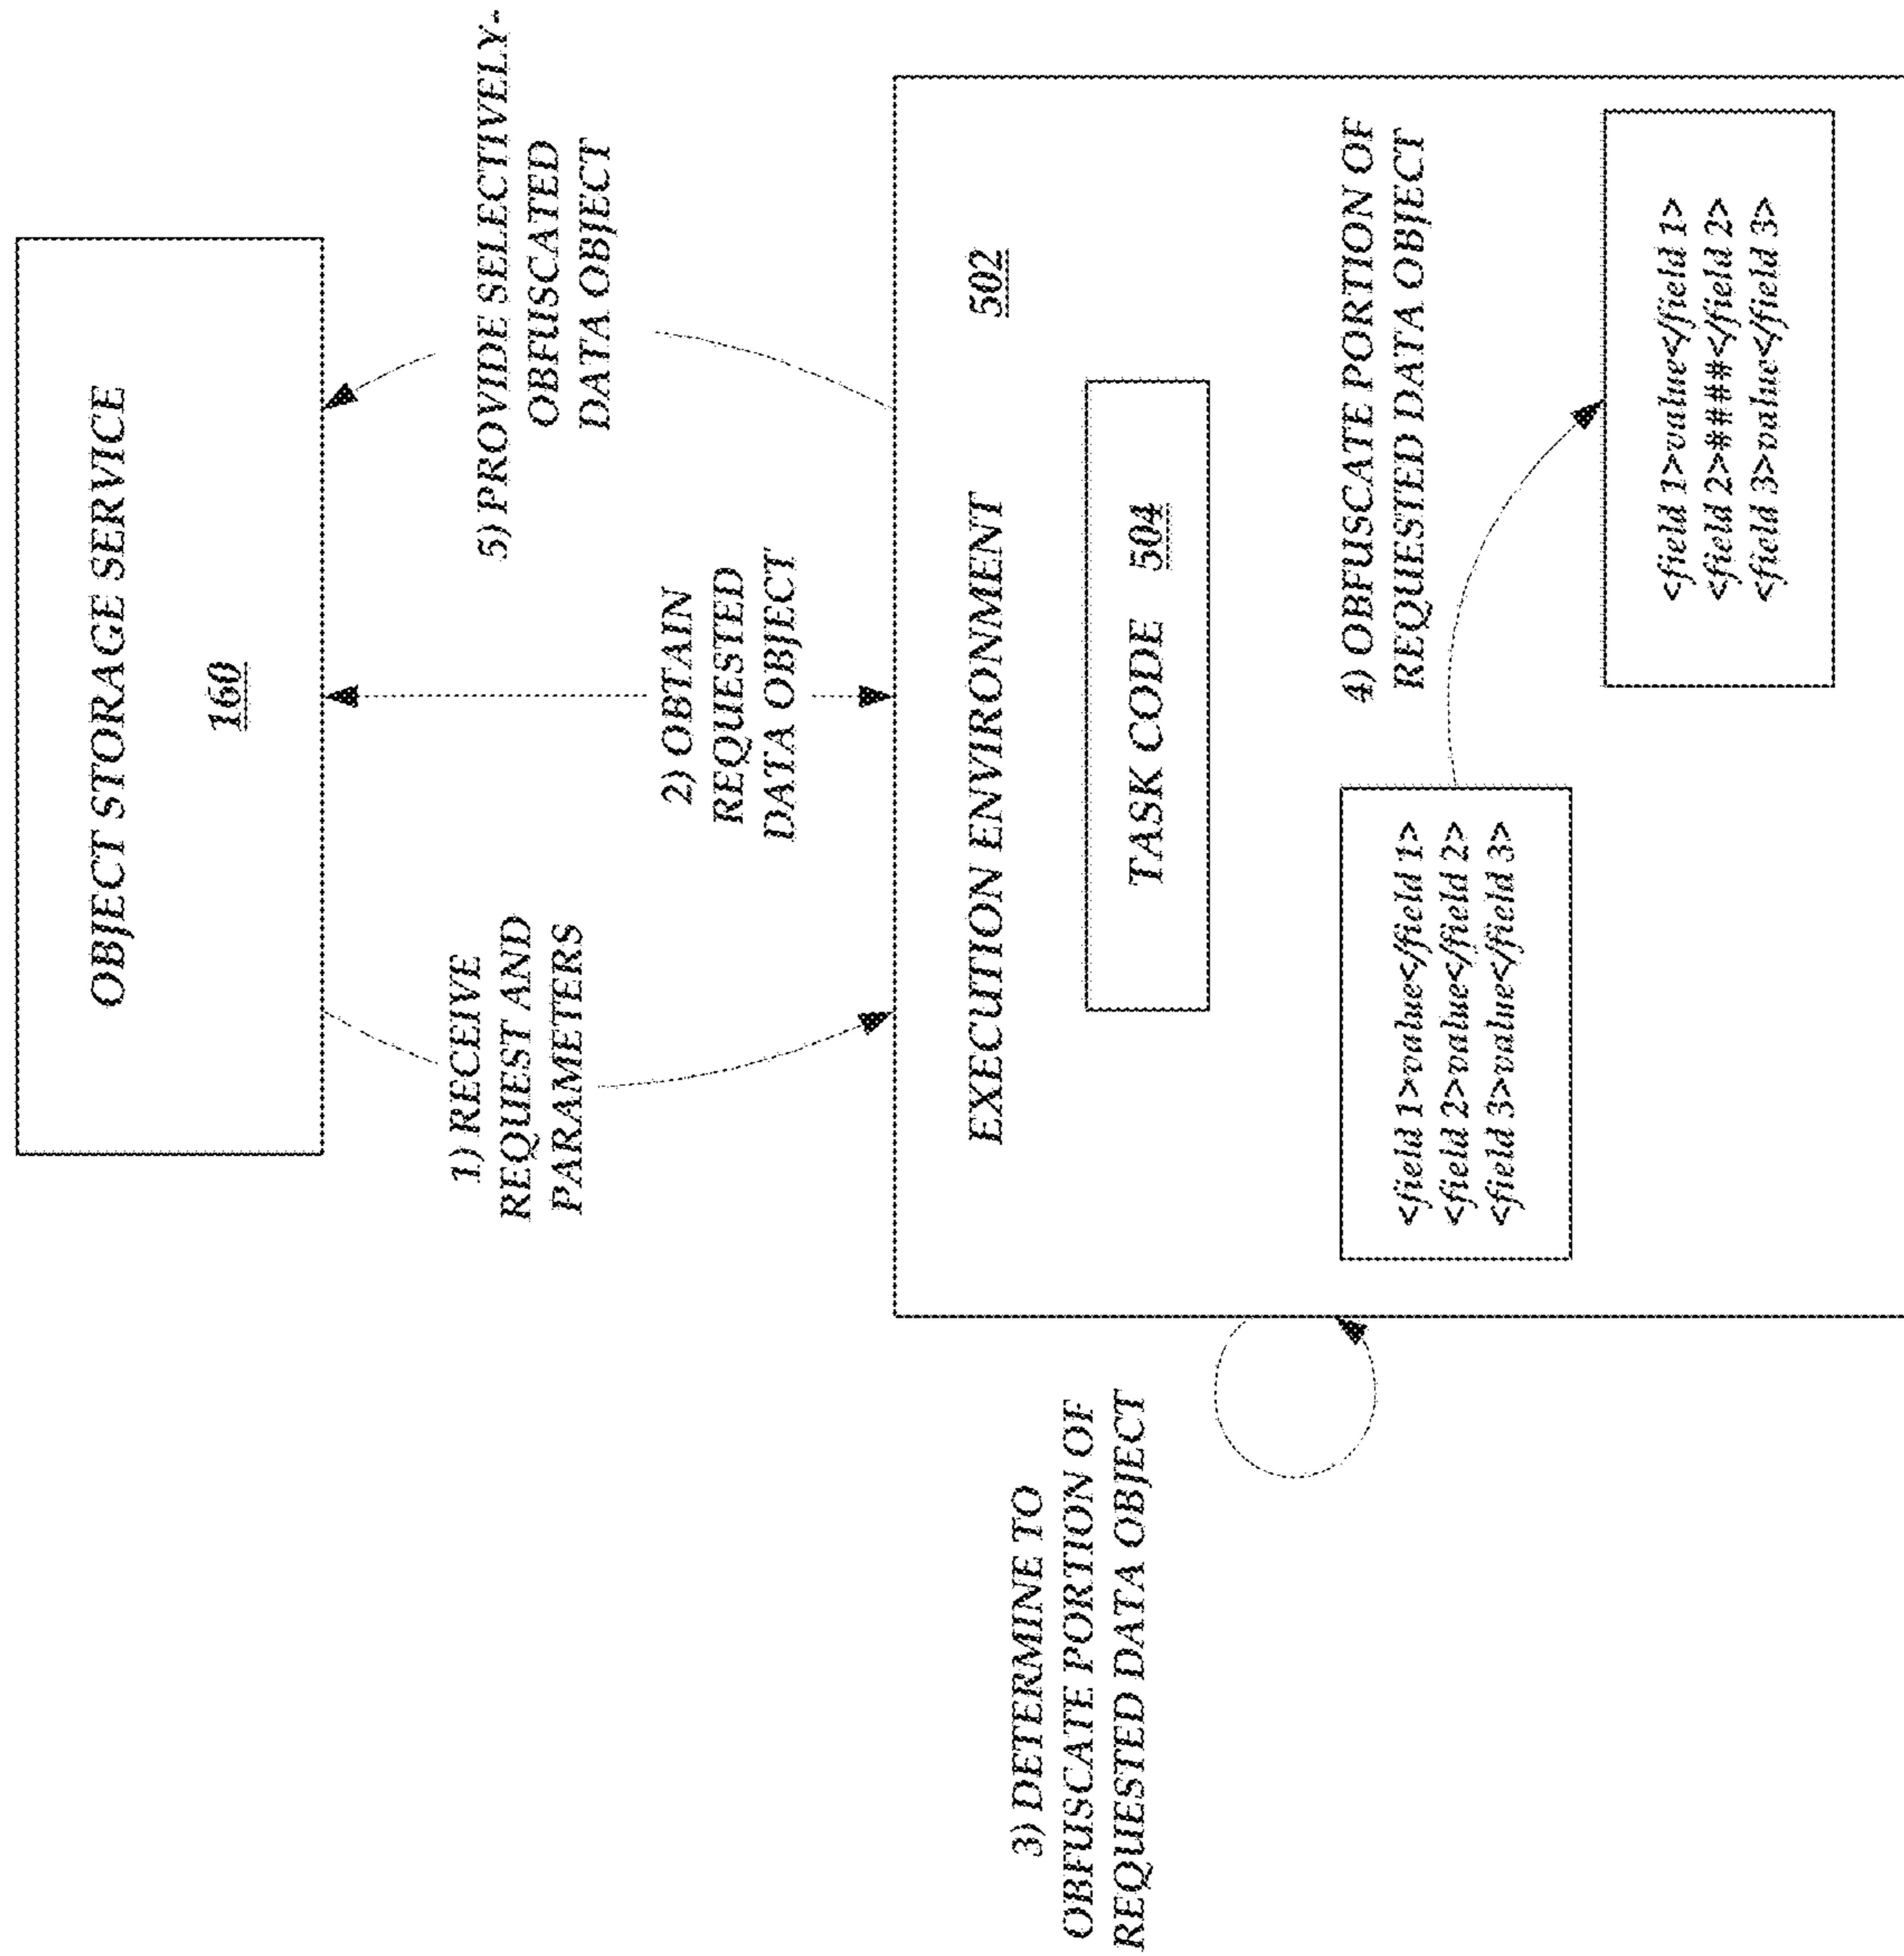 OBJECT STORAGE SERVICE
160
1) RECEIVE
REQUEST AND
PARAMETERS
2) OBTAIN
REQUESTED
DATA OBJECT
5) PROVIDE SELECTIVELY-
OBFUSCATED
DATA OBJECT
3) DETERMINE TO
OBFUSCATE PORTION OF
REQUESTED DATA OBJECT
EXECUTION ENVIRONMENT
502
TASK CODE 504
4) OBFUSCATE PORTION OF
REQUESTED DATA OBJECT
<field 1>value</field 1>
<field 2>value</field 2>
<field 3>value</field 3>
<field 1>value</field 1>
<field 2>####</field 2>
<field 3>value</field 3>